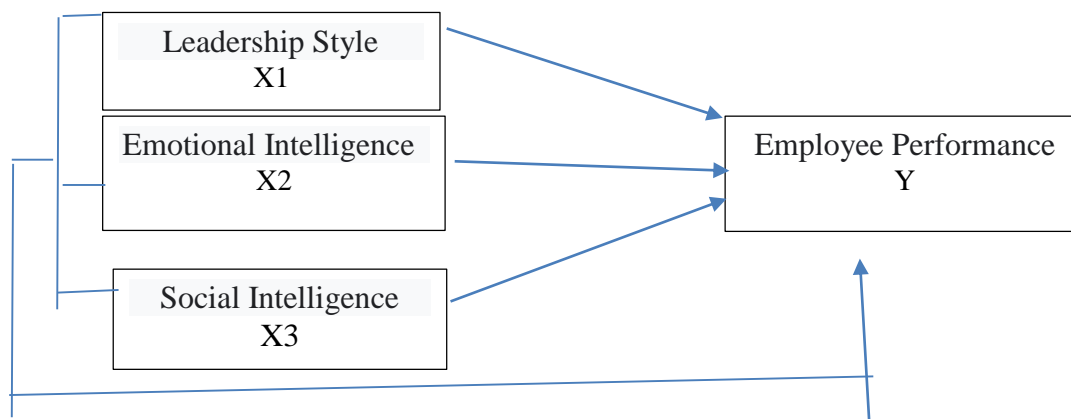 Leadership Style
X1
Emotional Intelligence
X2
Employee Performance
Y
Social Intelligence
X3